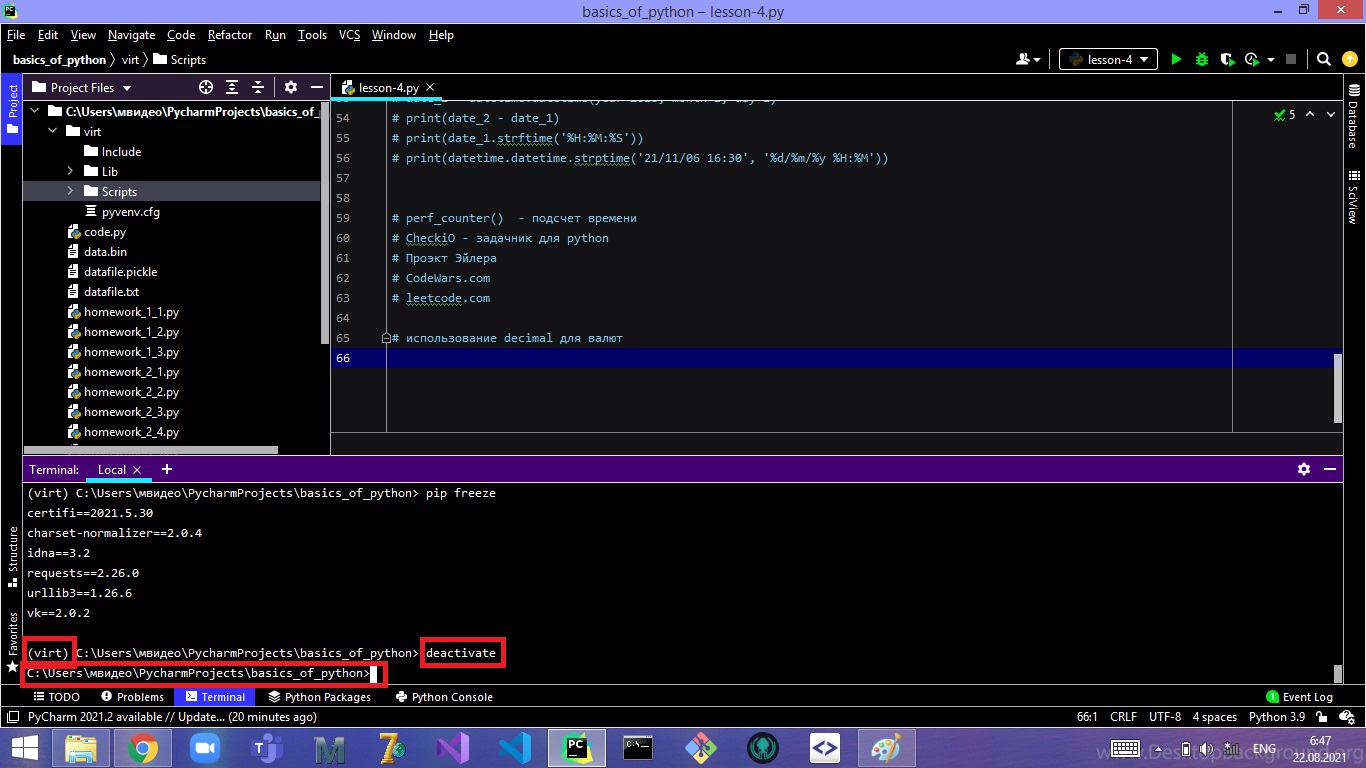 basics_of_python – lesson-4.py
File Edit View Navigate Code Refactor Run Tools VCS Window Help
basics_of_python virt Scripts
lesson-4
Project
Project Files
lesson-4.py
C:\Users\мвидео\PycharmProjects\basics_of_
virt
Include
Lib
Scripts
pyvenv.cfg
code.py
data.bin
datafile.pickle
datafile.txt
homework_1_1.py
homework_1_2.py
homework_1_3.py
homework_2_1.py
homework_2_2.py
homework_2_3.py
homework_2_4.py
54 # print(date_2 - date_1)
55 # print(date_1.strftime('%H:%M:%S'))
56 # print(datetime.datetime.strptime('21/11/06 16:30', '%d/%m/%y %H:%M'))
57
58
59 # perf_counter()  - подсчет времени
60 # CheckiO - задачник для python
61 # Проэкт Эйлера
62 # CodeWars.com
63 # leetcode.com
64
65 # использование decimal для валют
66
5
Database
SciView
Terminal: Local
(virt) C:\Users\мвидео\PycharmProjects\basics_of_python> pip freeze
certifi==2021.5.30
charset-normalizer==2.0.4
idna==3.2
requests==2.26.0
urllib3==1.26.6
vk==2.0.2
(virt) C:\Users\мвидео\PycharmProjects\basics_of_python> deactivate
C:\Users\мвидео\PycharmProjects\basics_of_python>
Structure
Favorites
TODO Problems Terminal Python Packages Python Console 1 Event Log
PyCharm 2021.2 available // Update... (20 minutes ago) 66:1 CRLF UTF-8 4 spaces Python 3.9
ENG
6:47
22.08.2021
www.DesktopBackground.org